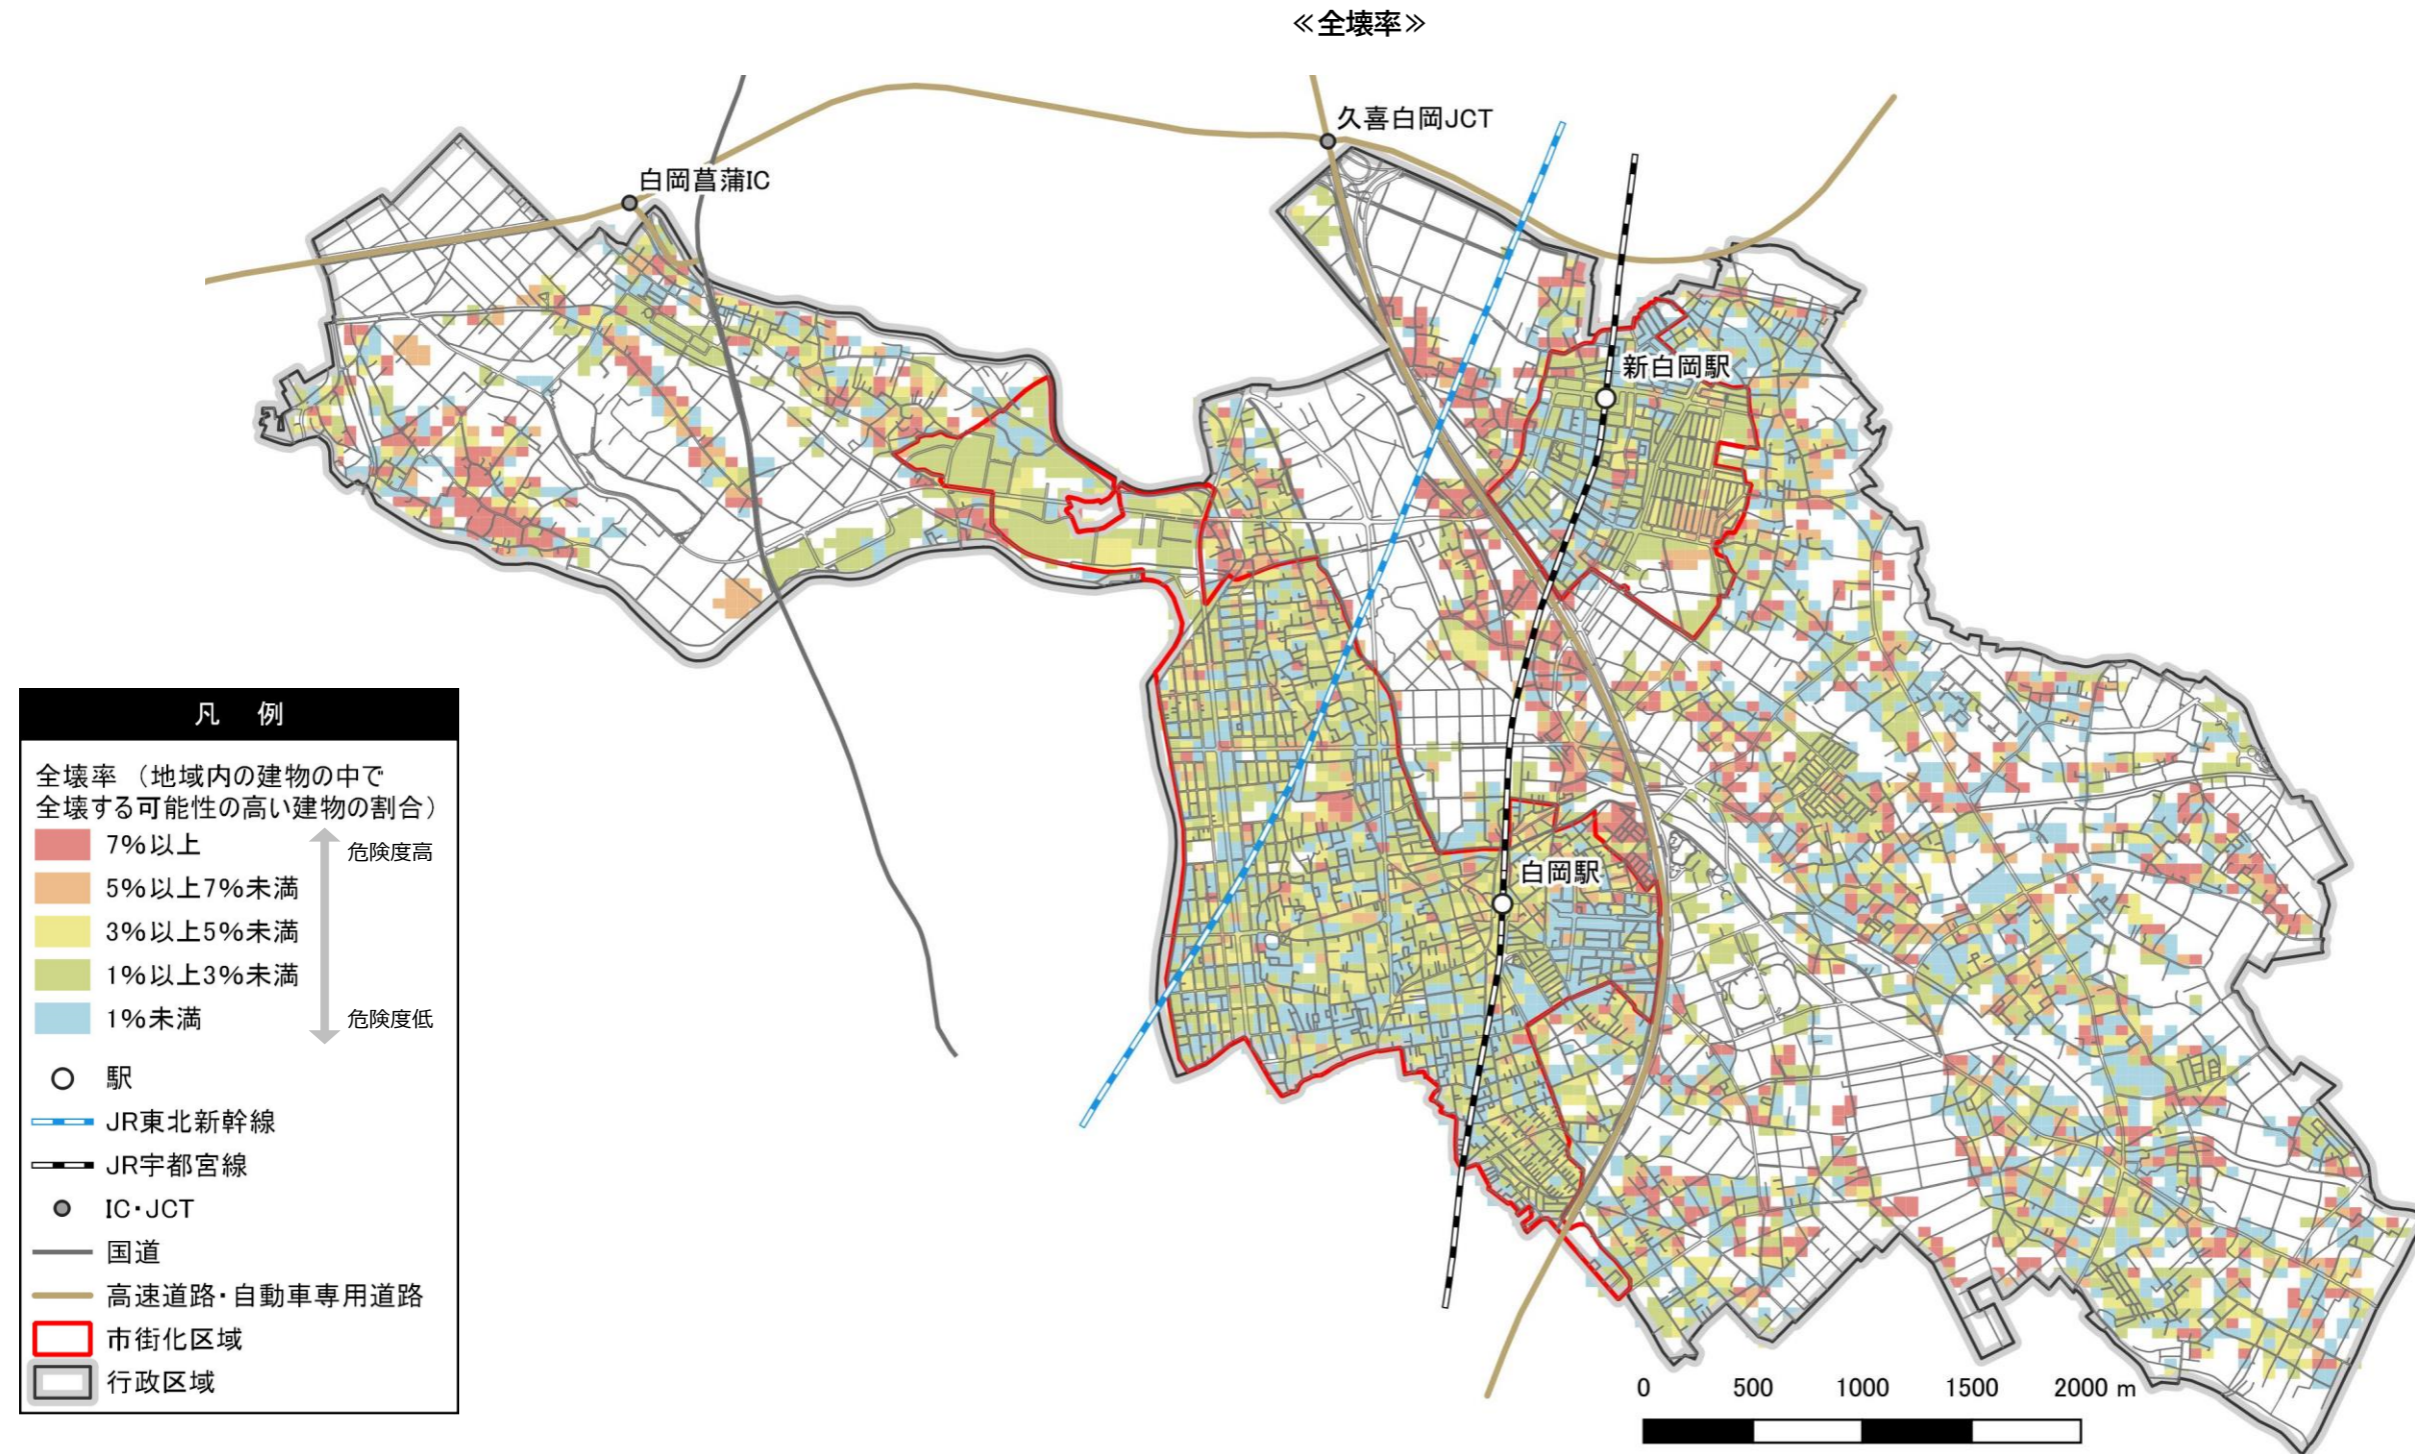 ≪全壊率≫
久喜白岡JCT
白岡菖蒲IC
新白岡駅
白岡駅
凡 例
全壊率 （地域内の建物の中で
全壊する可能性の高い建物の割合）
7%以上
危険度高
5%以上7%未満
3%以上5%未満
1%以上3%未満
1%未満
危険度低
駅
JR東北新幹線
JR宇都宮線
IC・JCT
国道
高速道路・自動車専用道路
市街化区域
行政区域
0 500 1000 1500 2000 m